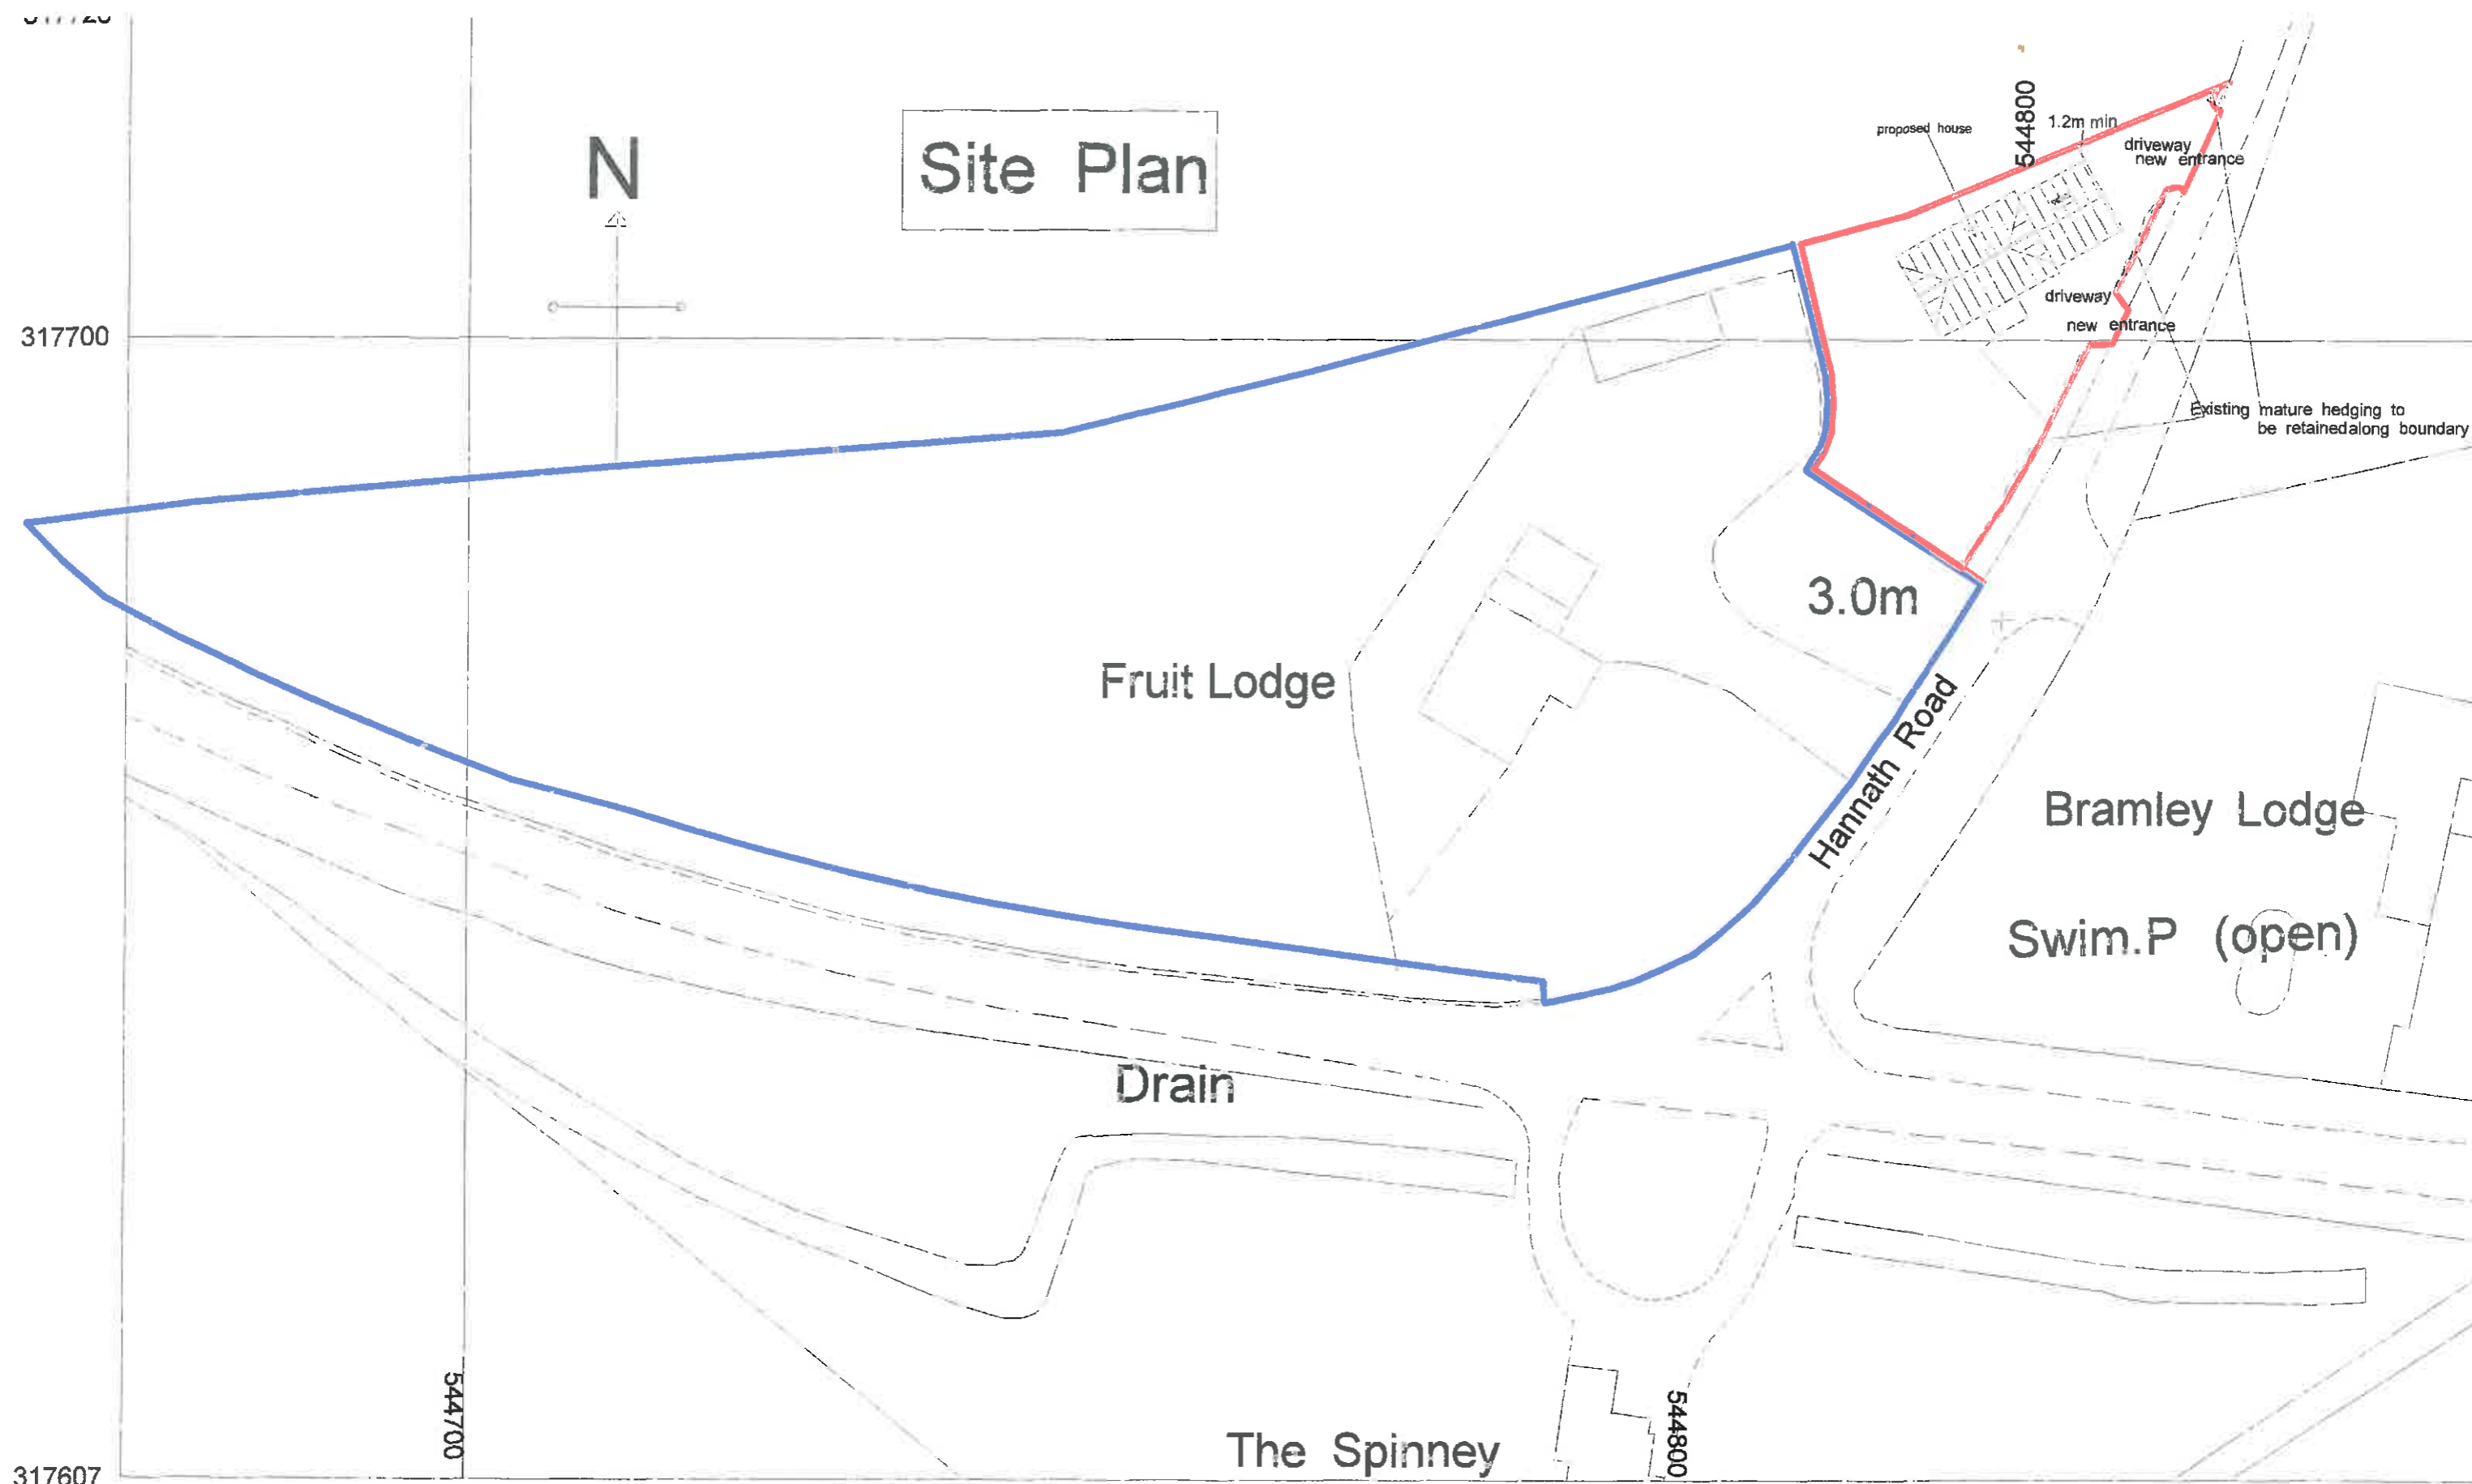 N
Site Plan
544800
proposed house
1.2m min
driveway
new entrance
317700
driveway
new entrance
Existing mature hedging to
be retainedalong boundary
3.0m
Fruit Lodge
Hannath Road
Bramley Lodge
Swim.P (open)
Drain
544700
544800
The Spinney
317607